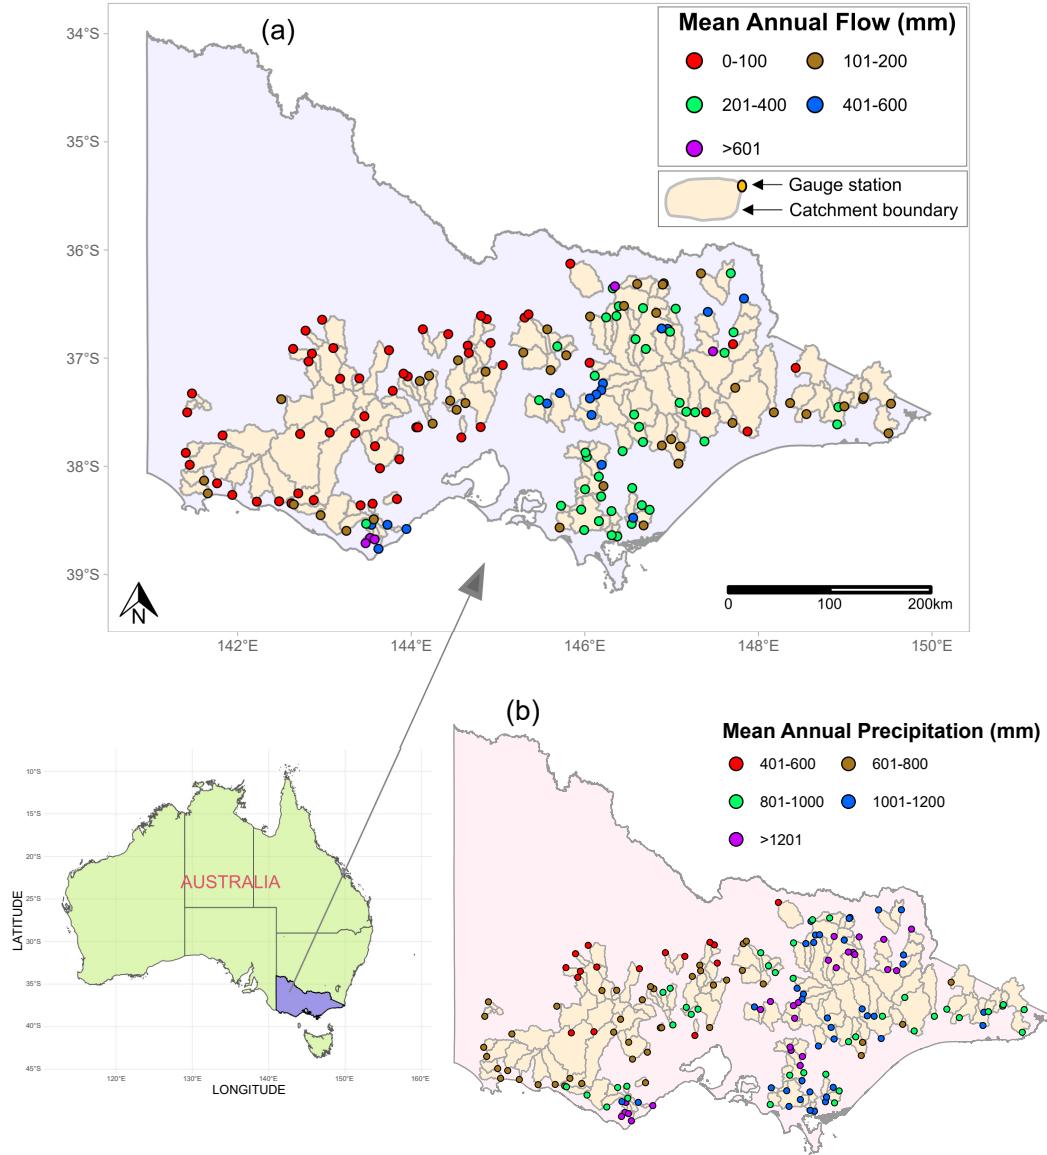 (a)
Mean Annual Flow (mm)
0-100
101-200
201-400
401-600
>601
Gauge station
Catchment boundary
34°S
35°S
36°S
37°S
38°S
39°S
N
0
100
200km
142°E
144°E
146°E
148°E
150°E
(b)
Mean Annual Precipitation (mm)
401-600
601-800
801-1000
1001-1200
>1201
10°S
15°S
20°S
25°S
30°S
35°S
40°S
45°S
LATITUDE
AUSTRALIA
120°E
130°E
140°E
150°E
160°E
LONGITUDE